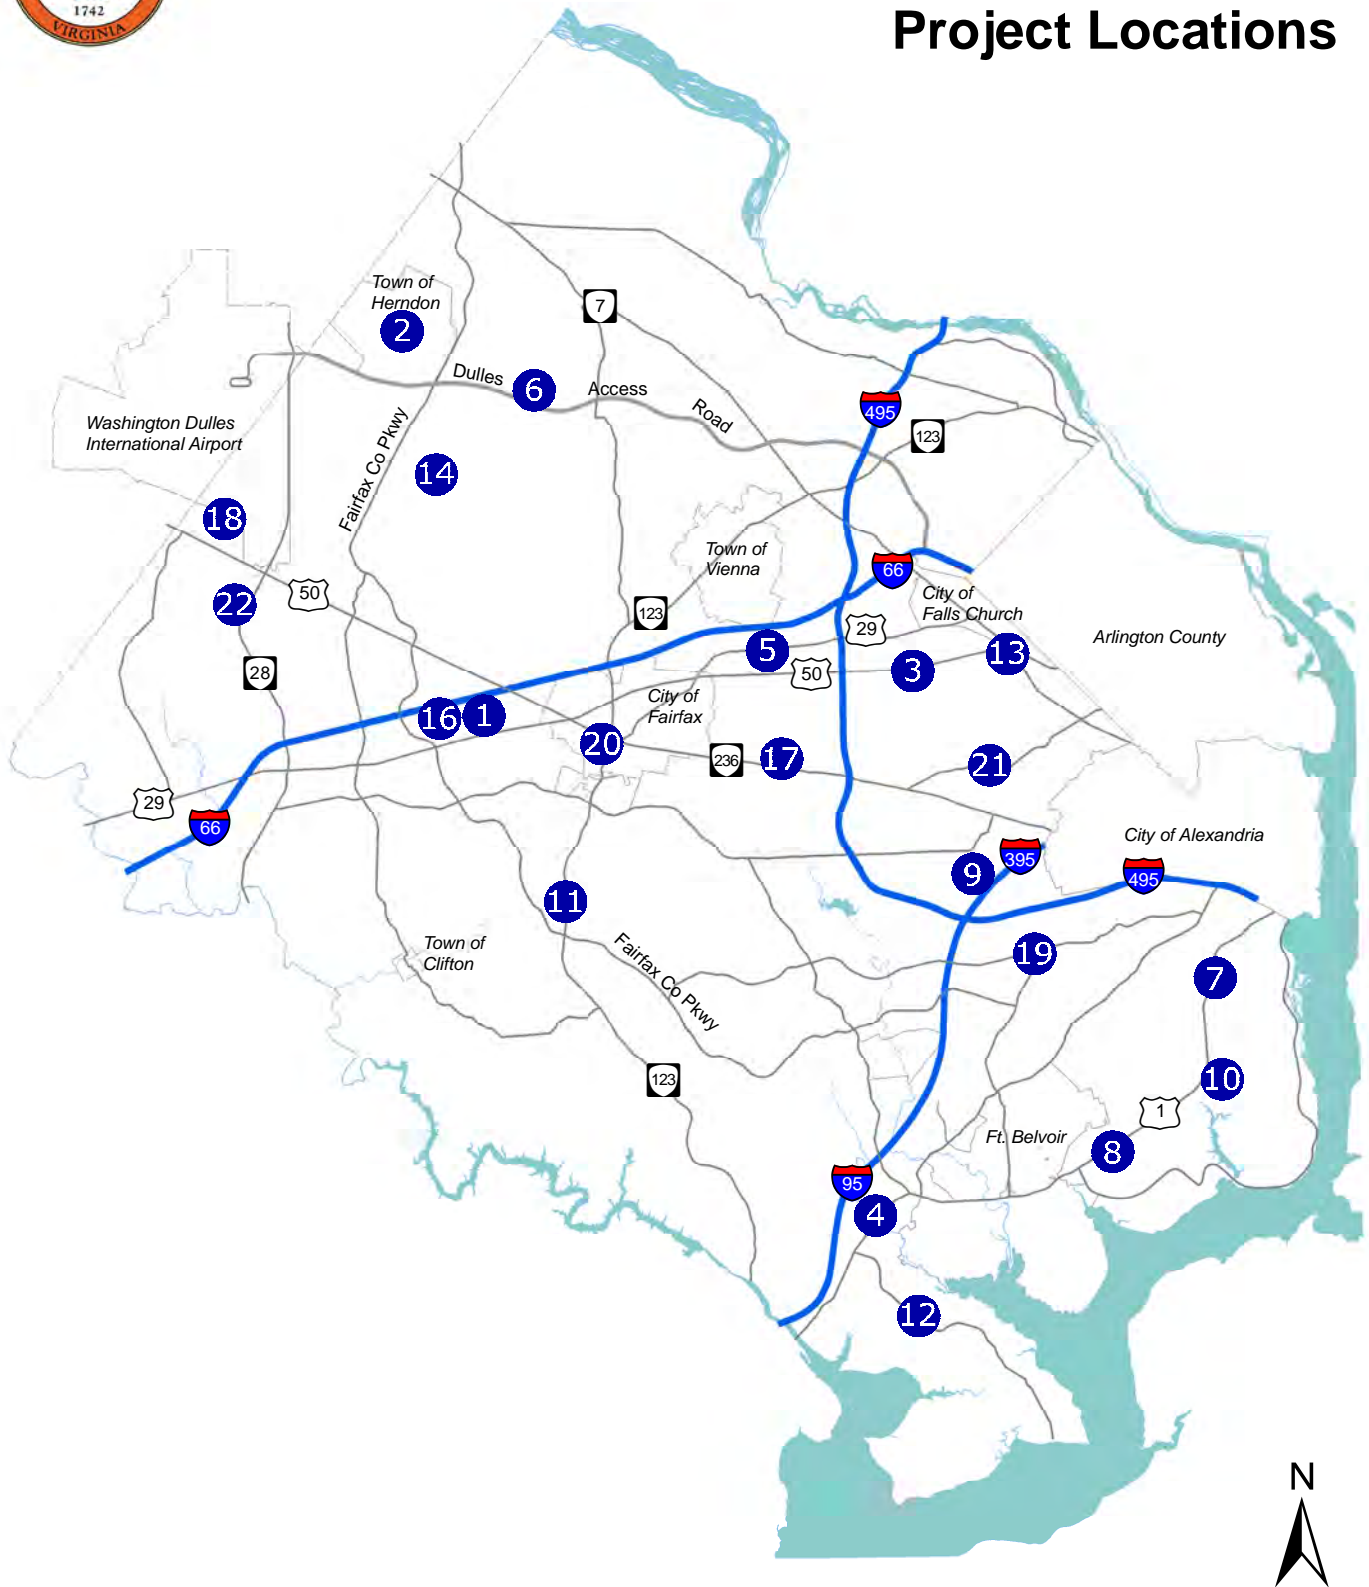 1742
VIRGINIA
Project Locations
Town of
Herndon
2
7
Dulles
6
Access
Road
495
123
Washington Dulles
International Airport
Fairfax Co Pkwy
14
18
Town of
Vienna
66
22
50
123
City of
Falls Church
29
Arlington County
5
50
3
13
28
City of
Fairfax
16
1
20
236
17
21
29
66
City of Alexandria
395
9
495
11
Town of
Clifton
Fairfax Co Pkwy
19
7
123
10
1
Ft. Belvoir
8
95
4
12
N